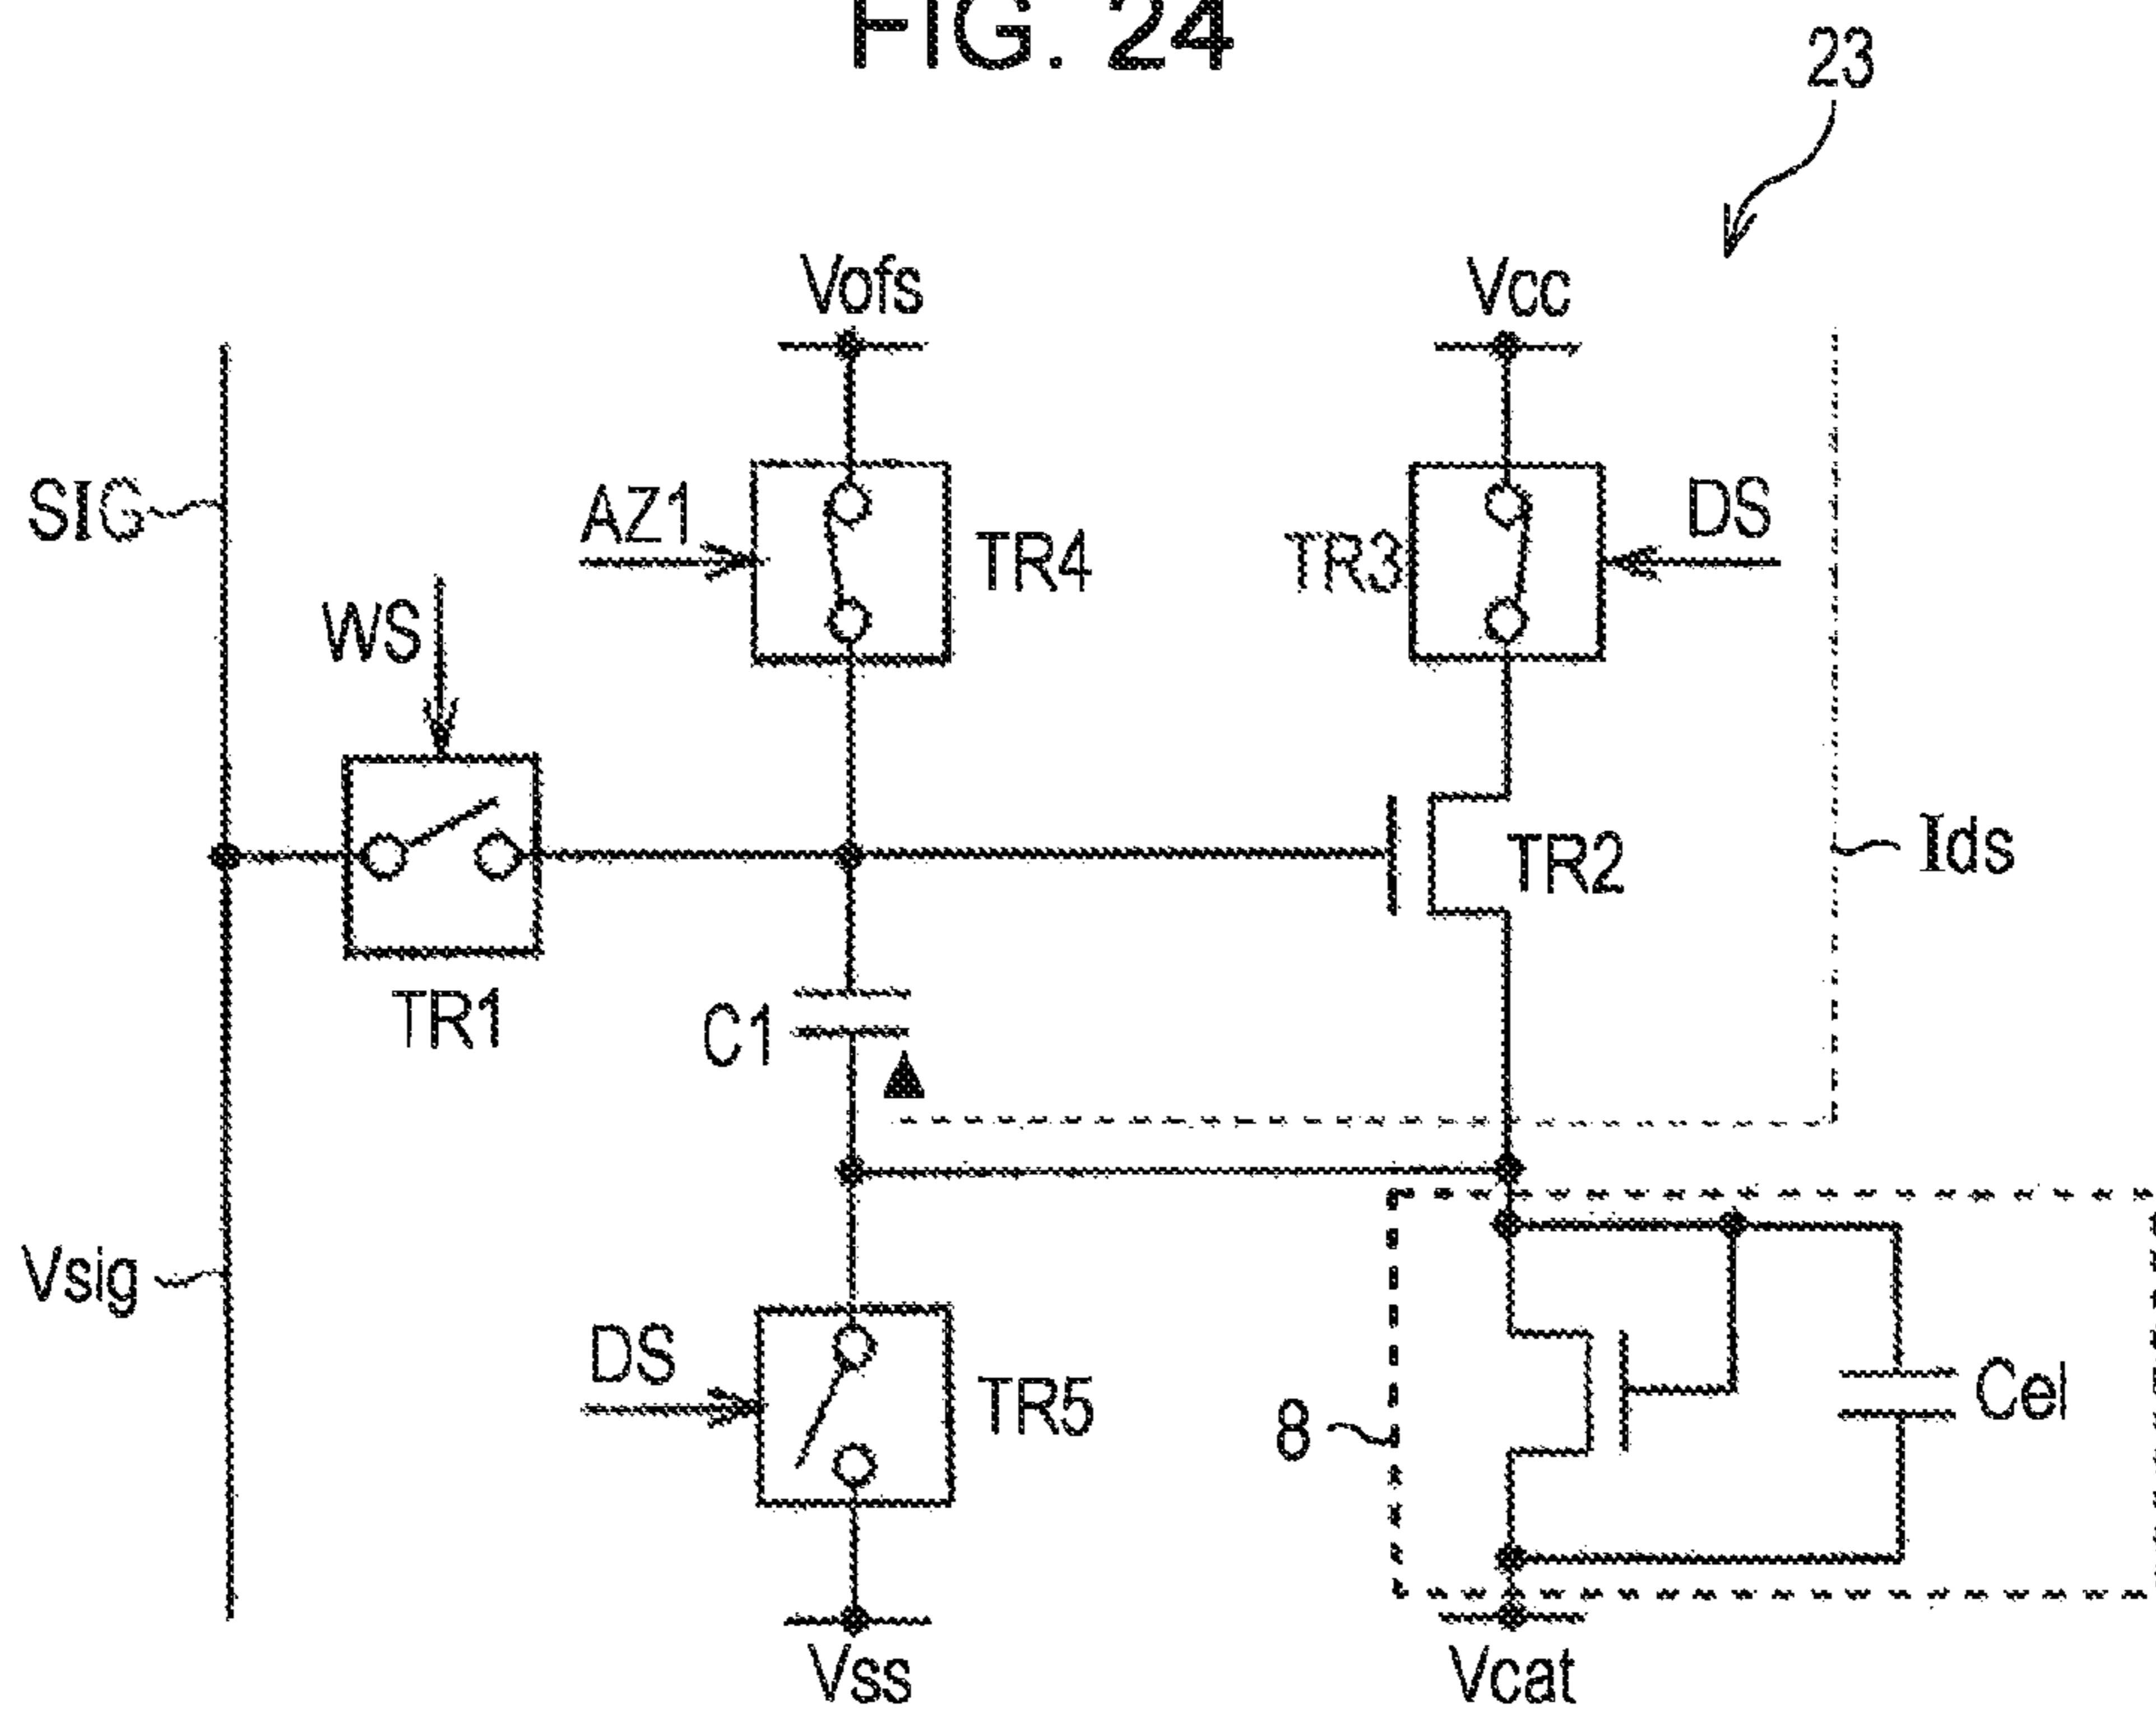 FIG. 24
23
Vofs
Vcc
SIG
AZ1
TR4
TR3
DS
WS
TR1
TR2
Ids
C1
Vsig
DS
TR5
8
Cel
Vss
Vcat